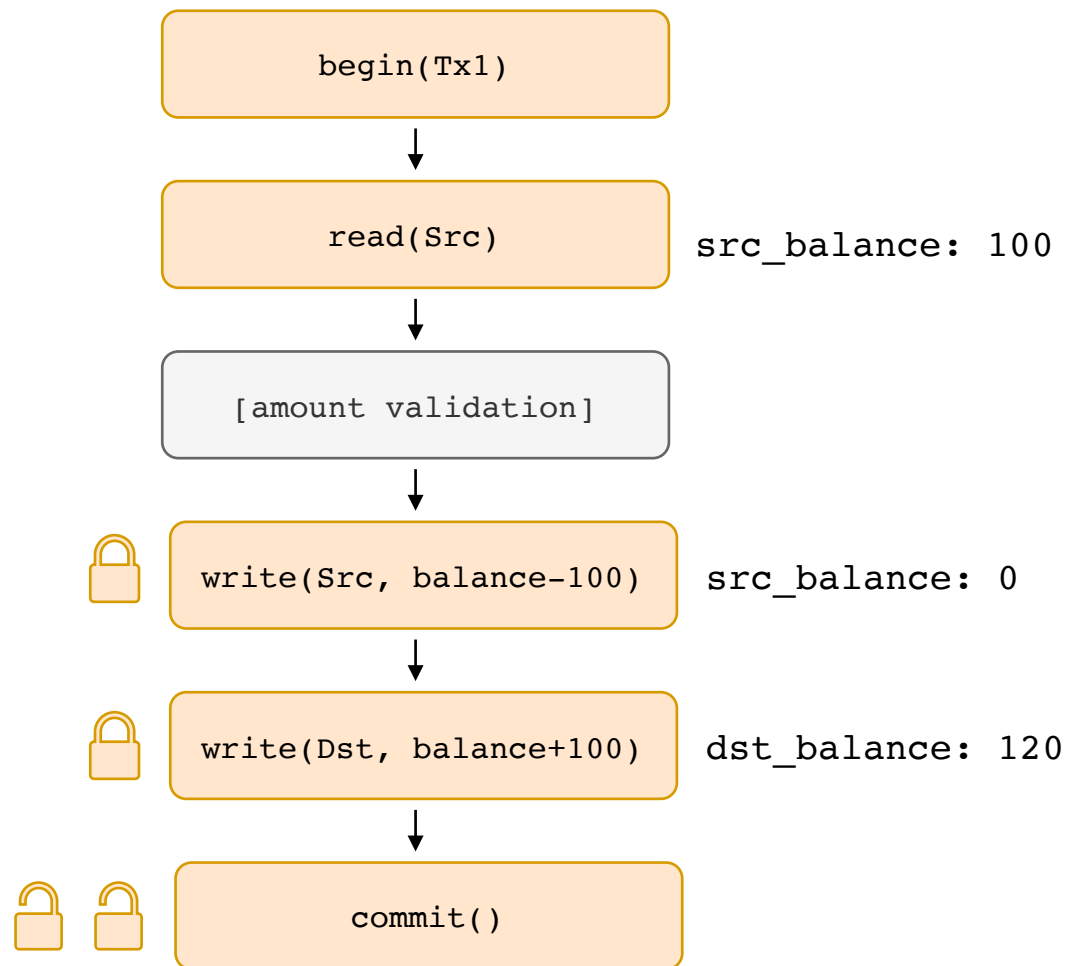 begin(Tx1)
read(Src)
src_balance: 100
[amount validation]
write(Src, balance-100)
src_balance: 0
write(Dst, balance+100)
dst_balance: 120
commit()